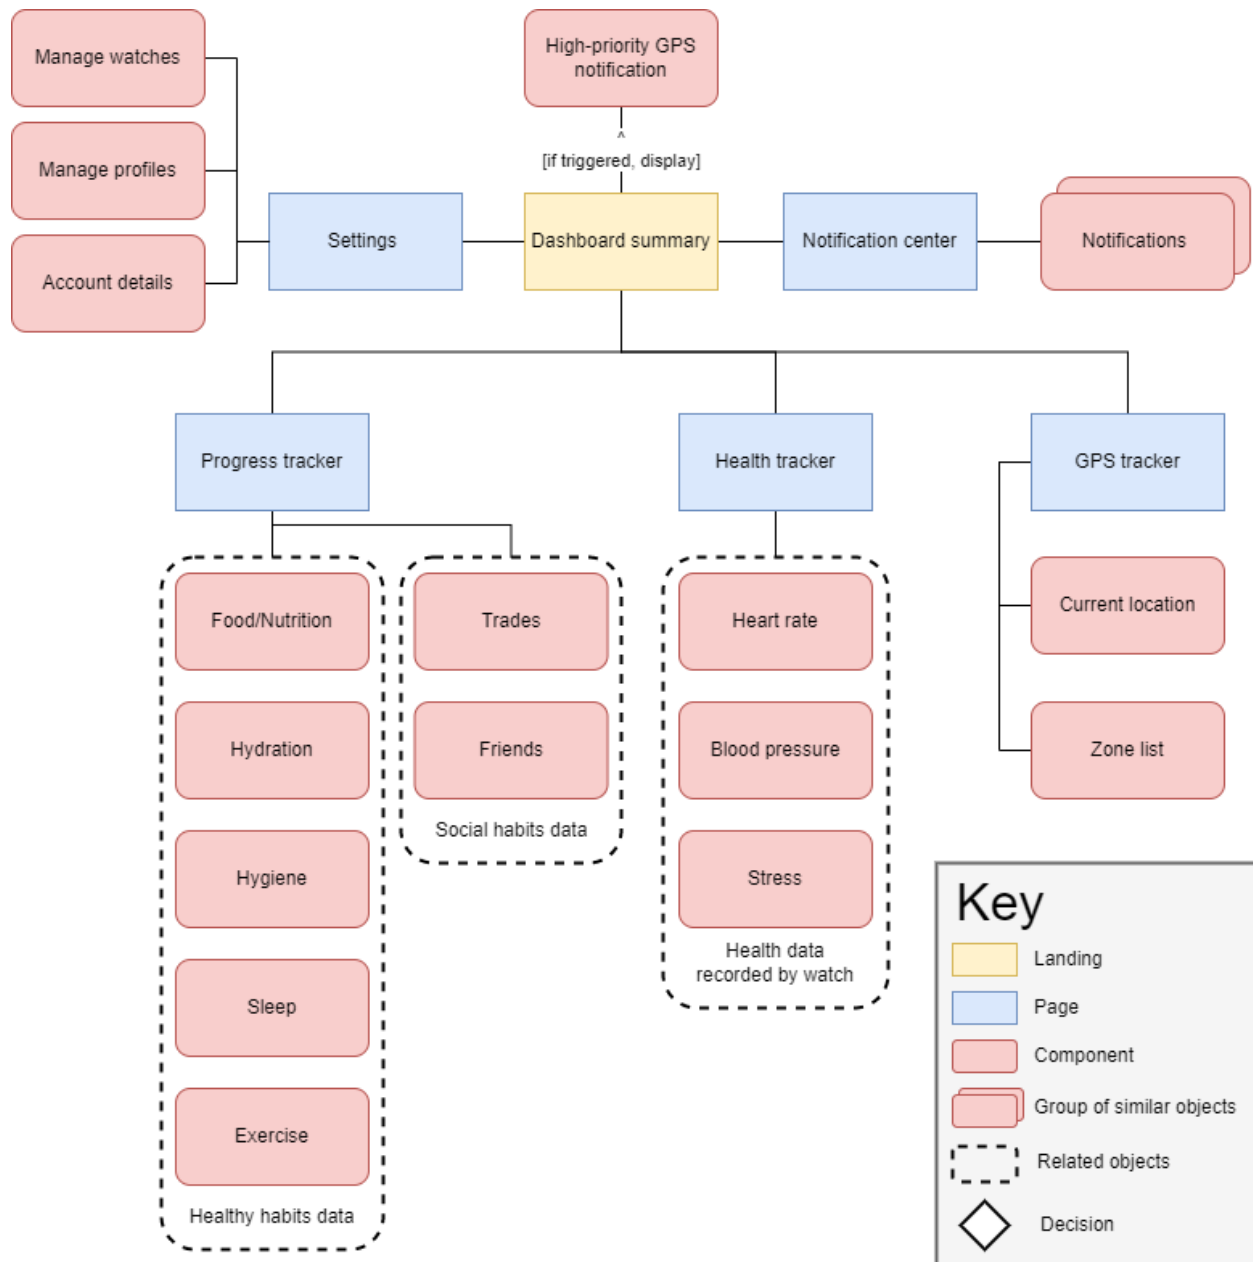 Manage watches
High-priority GPS
notification
Manage profiles
^
[if triggered, display]
Settings
Dashboard summary
Notification center
Notifications
Account details
Progress tracker
Health tracker
GPS tracker
Food/Nutrition
Trades
Heart rate
Current location
Hydration
Friends
Blood pressure
Zone list
Social habits data
Hygiene
Stress
Health data
recorded by watch
Sleep
Exercise
Healthy habits data
Key
Landing
Page
Component
Group of similar objects
Related objects
Decision